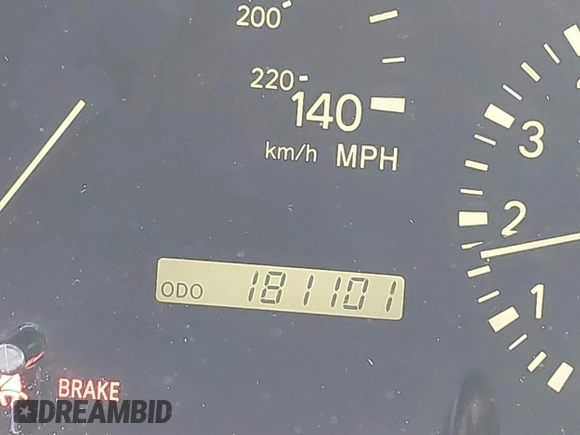 200
220
140
km/h MPH
3
2
1
ODO 181101
BRAKE
DREAMBID